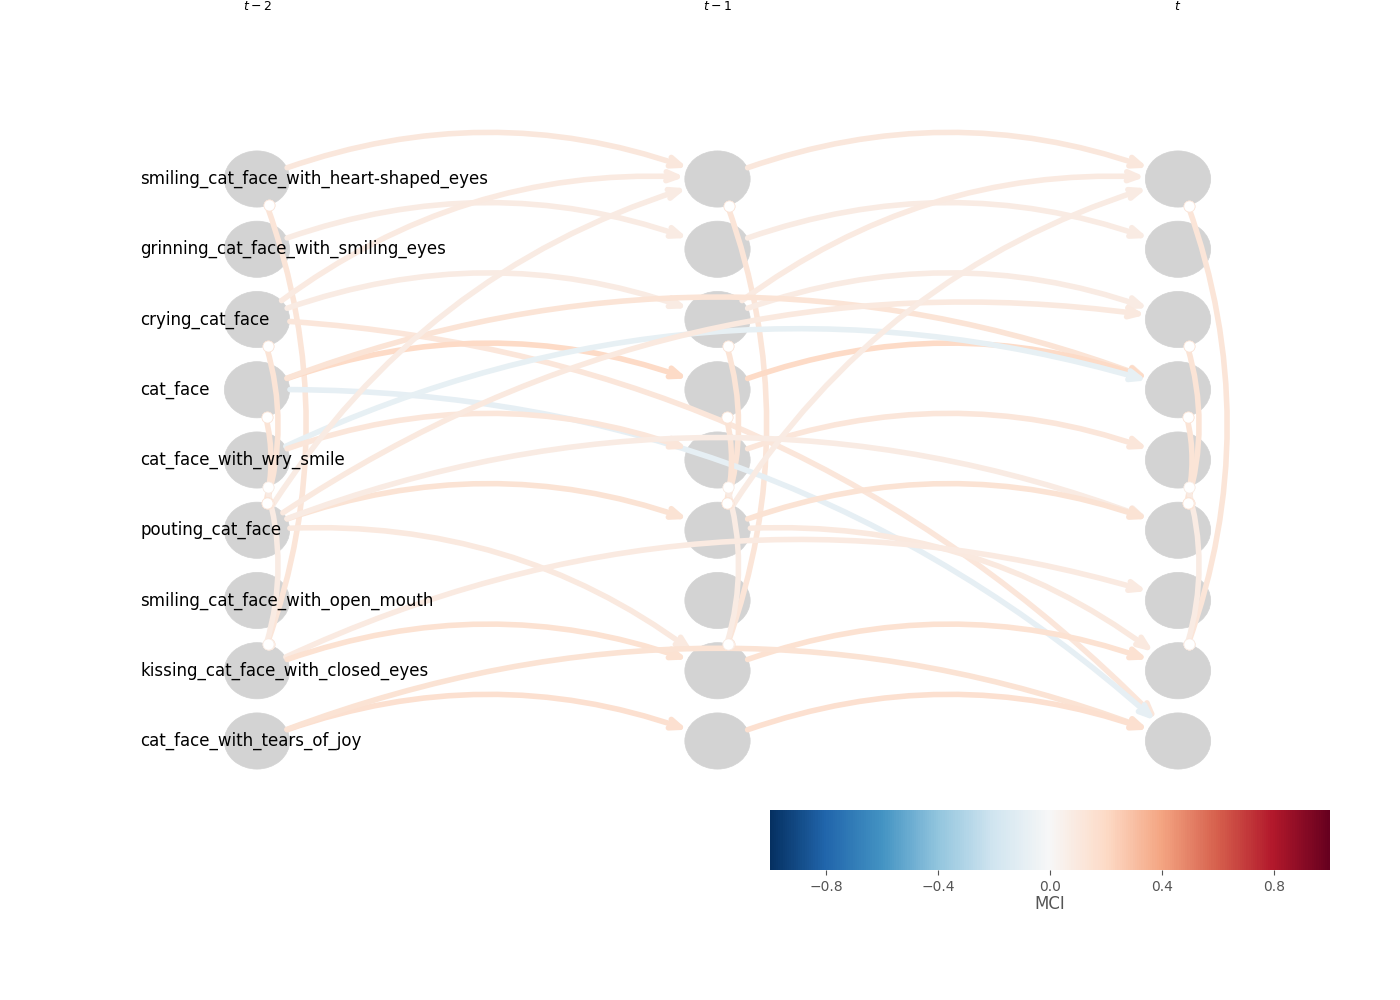 t − 2 t − 1 t
smiling_cat_face_with_heart-shaped_eyes
grinning_cat_face_with_smiling_eyes
crying_cat_face
cat_face
cat_face_with_wry_smile
pouting_cat_face
smiling_cat_face_with_open_mouth
kissing_cat_face_with_closed_eyes
cat_face_with_tears_of_joy
−0.8 −0.4 0.0 0.4 0.8
MCI